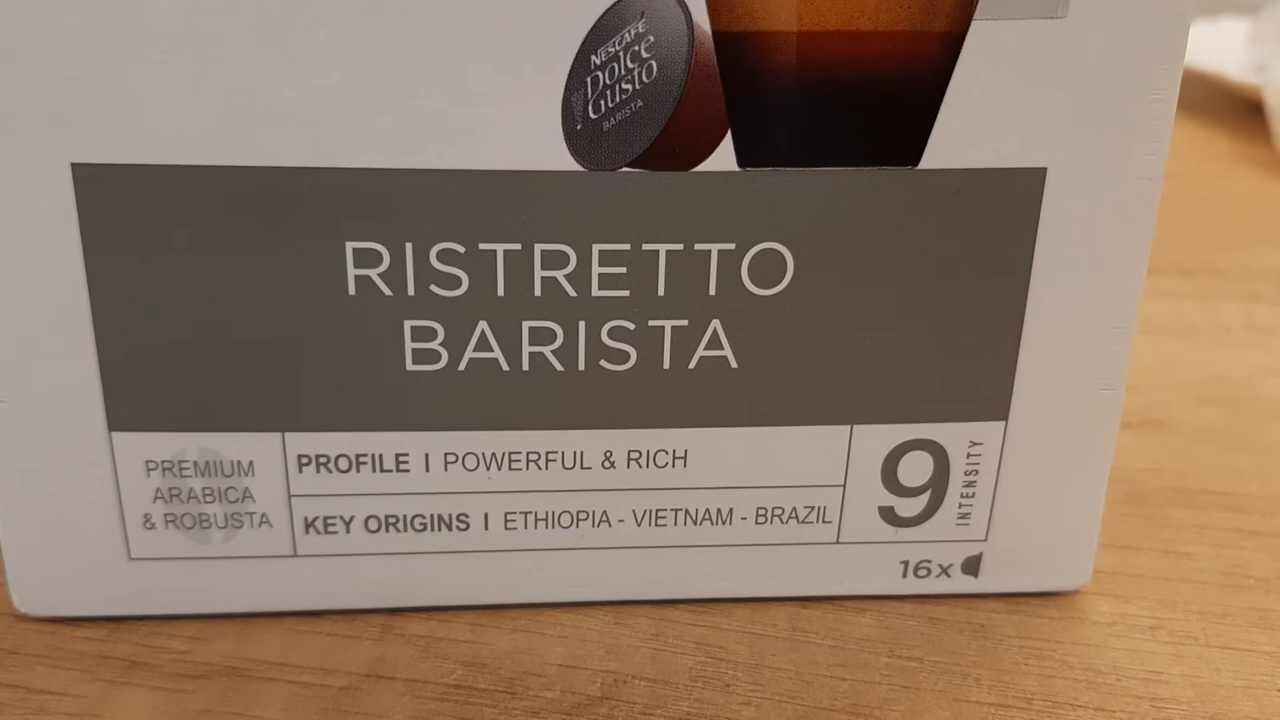 NESCAFÉ
Dolce
Gusto
BARISTA
RISTRETTO
BARISTA
PREMIUM
ARABICA
& ROBUSTA
PROFILE | POWERFUL & RICH
KEY ORIGINS | ETHIOPIA - VIETNAM - BRAZIL
9
INTENSITY
16x